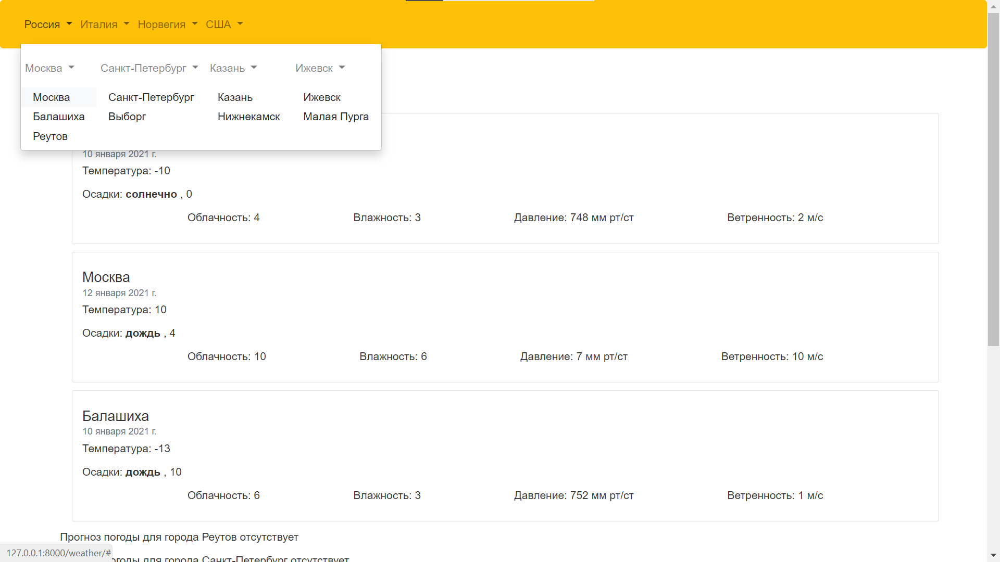 Россия Италия Норвегия США
Москва Санкт-Петербург Казань Ижевск
Москва Санкт-Петербург Казань Ижевск
Балашиха Выборг Нижнекамск Малая Пурга
Реутов
10 января 2021 г.
Температура: -10
Осадки: солнечно , 0
Облачность: 4 Влажность: 3 Давление: 748 мм рт/ст Ветренность: 2 м/с
Москва
12 января 2021 г.
Температура: 10
Осадки: дождь , 4
Облачность: 10 Влажность: 6 Давление: 7 мм рт/ст Ветренность: 10 м/с
Балашиха
10 января 2021 г.
Температура: -13
Осадки: дождь , 10
Облачность: 6 Влажность: 3 Давление: 752 мм рт/ст Ветренность: 1 м/с
Прогноз погоды для города Реутов отсутствует
127.0.0.1:8000/weather/#
погоды для города Санкт-Петербург отсутствует